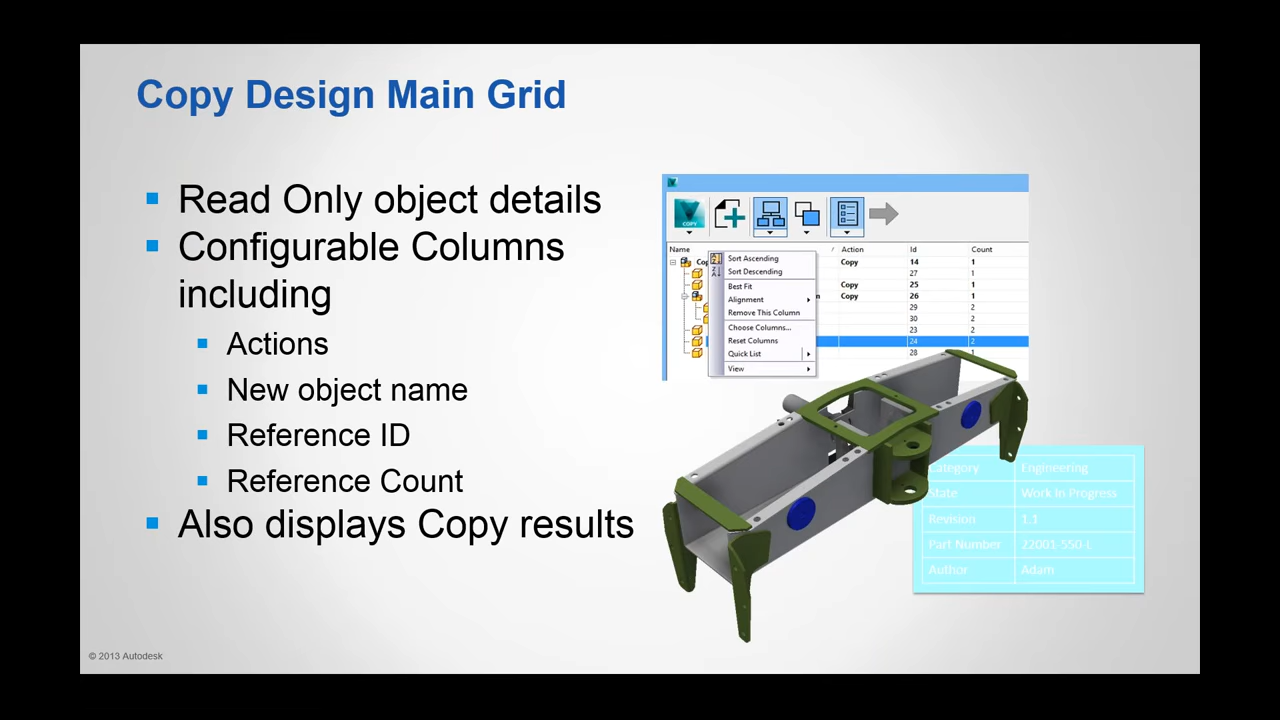 Copy Design Main Grid
Read Only object details
Configurable Columns
including
Actions
New object name
Reference ID
Reference Count
Also displays Copy results
COPY
Name / Action Id Count
Copy 14 1
27 1
Copy 25 1
Copy 26 1
29 2
30 2
23 2
24 2
28 1
Sort Ascending
Sort Descending
Best Fit
Alignment
Remove This Column
Choose Columns...
Reset Columns
Quick List
View
Category Engineering
State Work In Progress
Revision 1.1
Part Number 22001-550-L
Author Adam
© 2013 Autodesk